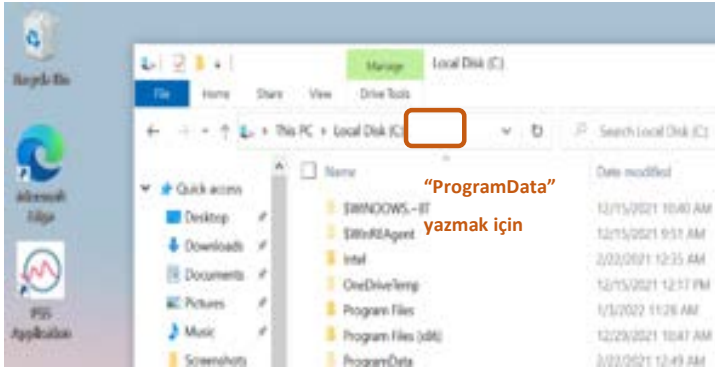 Recycle Bin
Microsoft
Edge
PSS
Application
Manage
Local Disk (C:)
File
Home
Share
View
Drive Tools
This PC
Local Disk (C:)
Search Local Disk (C:)
Name
Date modified
Quick access
Desktop
Downloads
Documents
Pictures
Music
Screenshots
“ProgramData”
yazmak için
$WINDOWS.~BT
12/15/2021 10:40 AM
$WinREAgent
12/15/2021 9:51 AM
Intel
2/22/2021 12:35 AM
OneDriveTemp
12/15/2021 12:17 PM
Program Files
1/3/2022 11:28 AM
Program Files (x86)
12/29/2021 10:47 AM
ProgramData
2/22/2021 12:49 AM